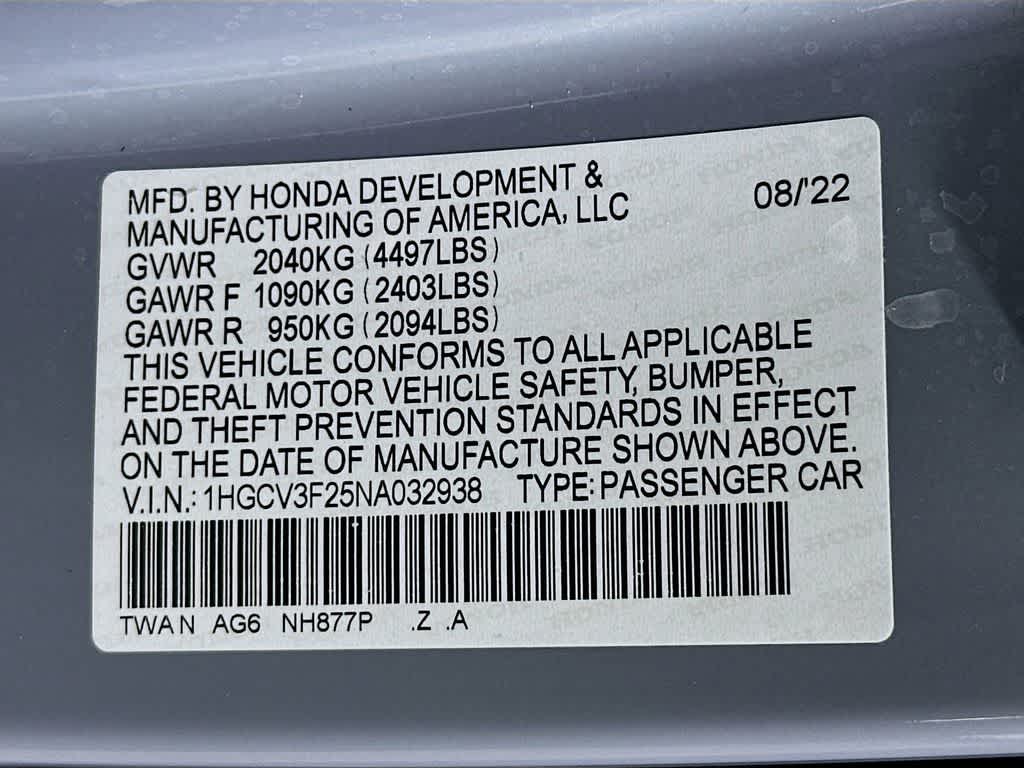 MFD. BY HONDA DEVELOPMENT &
MANUFACTURING OF AMERICA, LLC 08/'22
GVWR 2040KG (4497LBS)
GAWR F 1090KG (2403LBS)
GAWR R 950KG (2094LBS)
THIS VEHICLE CONFORMS TO ALL APPLICABLE
FEDERAL MOTOR VEHICLE SAFETY, BUMPER,
AND THEFT PREVENTION STANDARDS IN EFFECT
ON THE DATE OF MANUFACTURE SHOWN ABOVE.
V.I.N.: 1HGCV3F25NA032938 TYPE: PASSENGER CAR
TWAN AG6 NH877P .Z .A